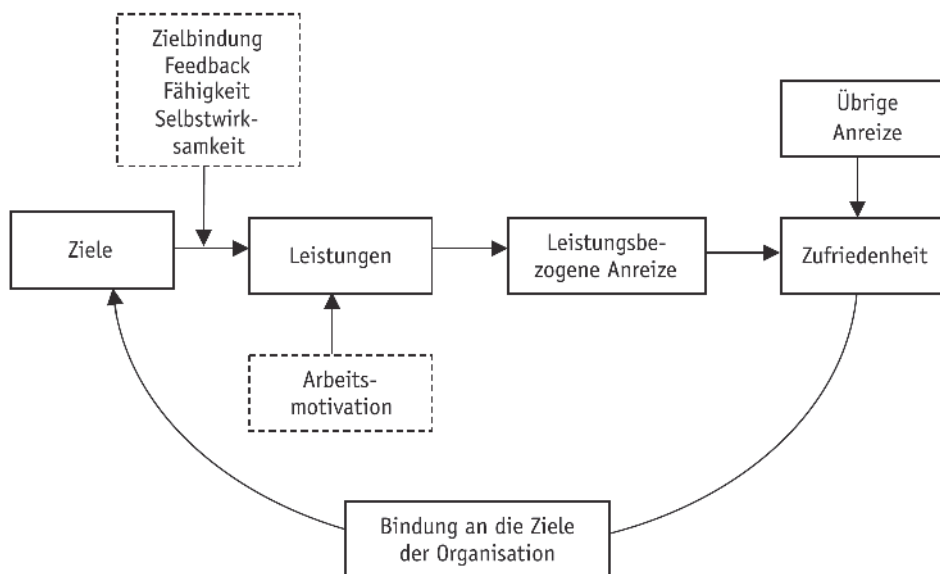 Zielbindung
Feedback
Fähigkeit
Selbstwirk-
samkeit
Übrige
Anreize
Ziele
Leistungen
Leistungsbe-
zogene Anreize
Zufriedenheit
Arbeits-
motivation
Bindung an die Ziele
der Organisation